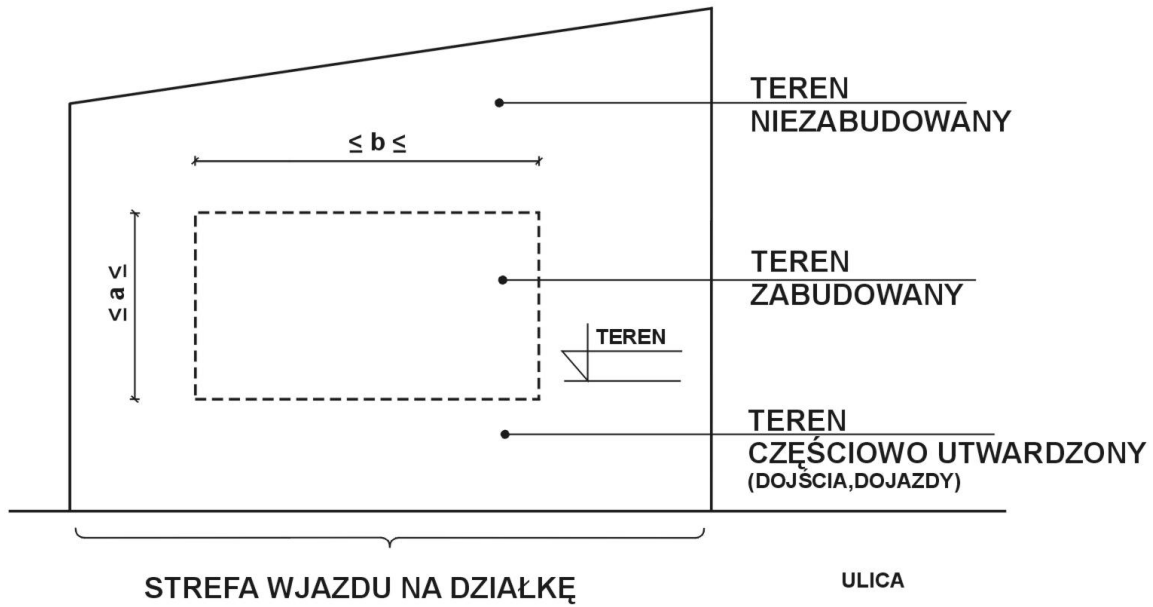 TEREN
NIEZABUDOWANY
≤ b ≤
≤ a ≤
TEREN
ZABUDOWANY
TEREN
TEREN
CZĘŚCIOWO UTWARDZONY
(DOJŚCIA,DOJAZDY)
STREFA WJAZDU NA DZIAŁKĘ
ULICA